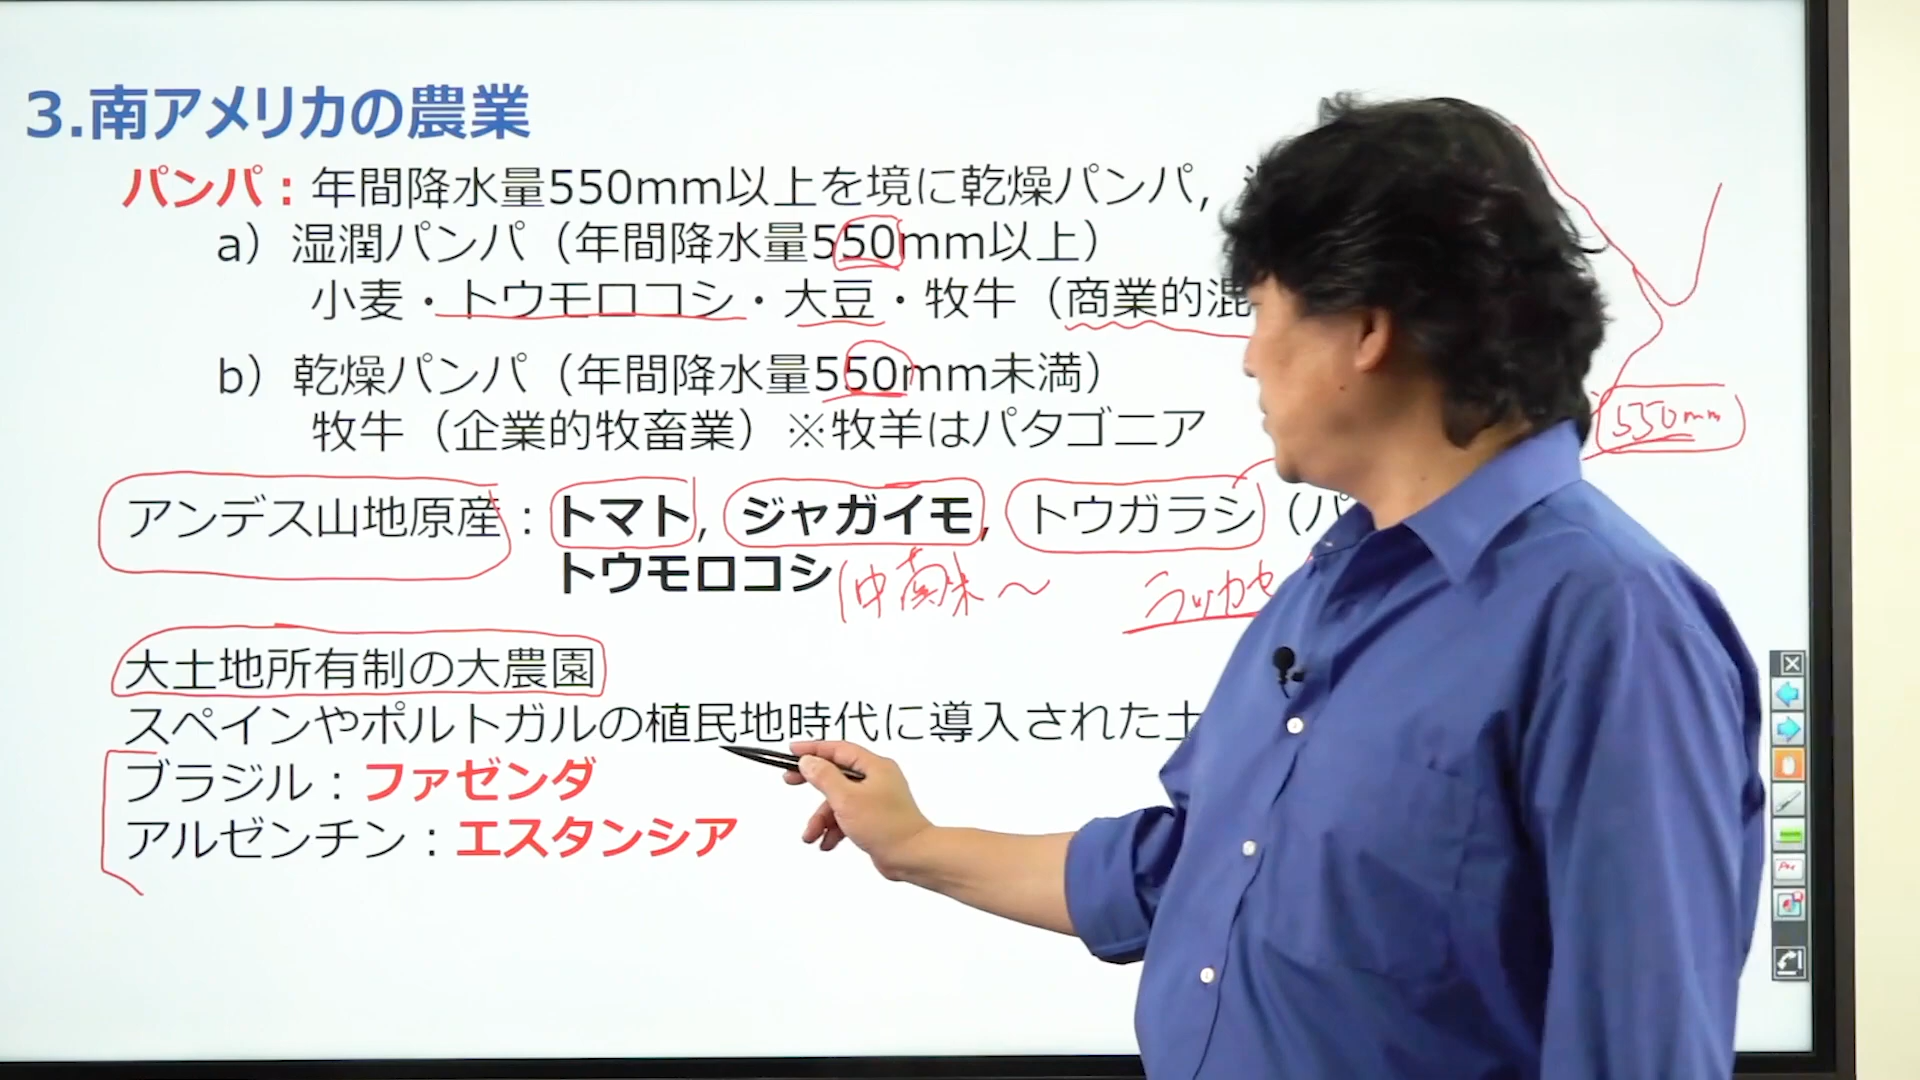 3.南アメリカの農業
パンパ：年間降水量550mm以上を境に乾燥パンパ，
a）湿潤パンパ（年間降水量550mm以上）
小麦・トウモロコシ・大豆・牧牛（商業的混
b）乾燥パンパ（年間降水量550mm未満）
牧牛（企業的牧畜業）※牧羊はパタゴニア
550mm
アンデス山地原産：トマト，ジャガイモ，トウガラシ（パ
トウモロコシ
中南米～
ラッカセ
大土地所有制の大農園
スペインやポルトガルの植民地時代に導入された土
ブラジル：ファゼンダ
アルゼンチン：エスタンシア